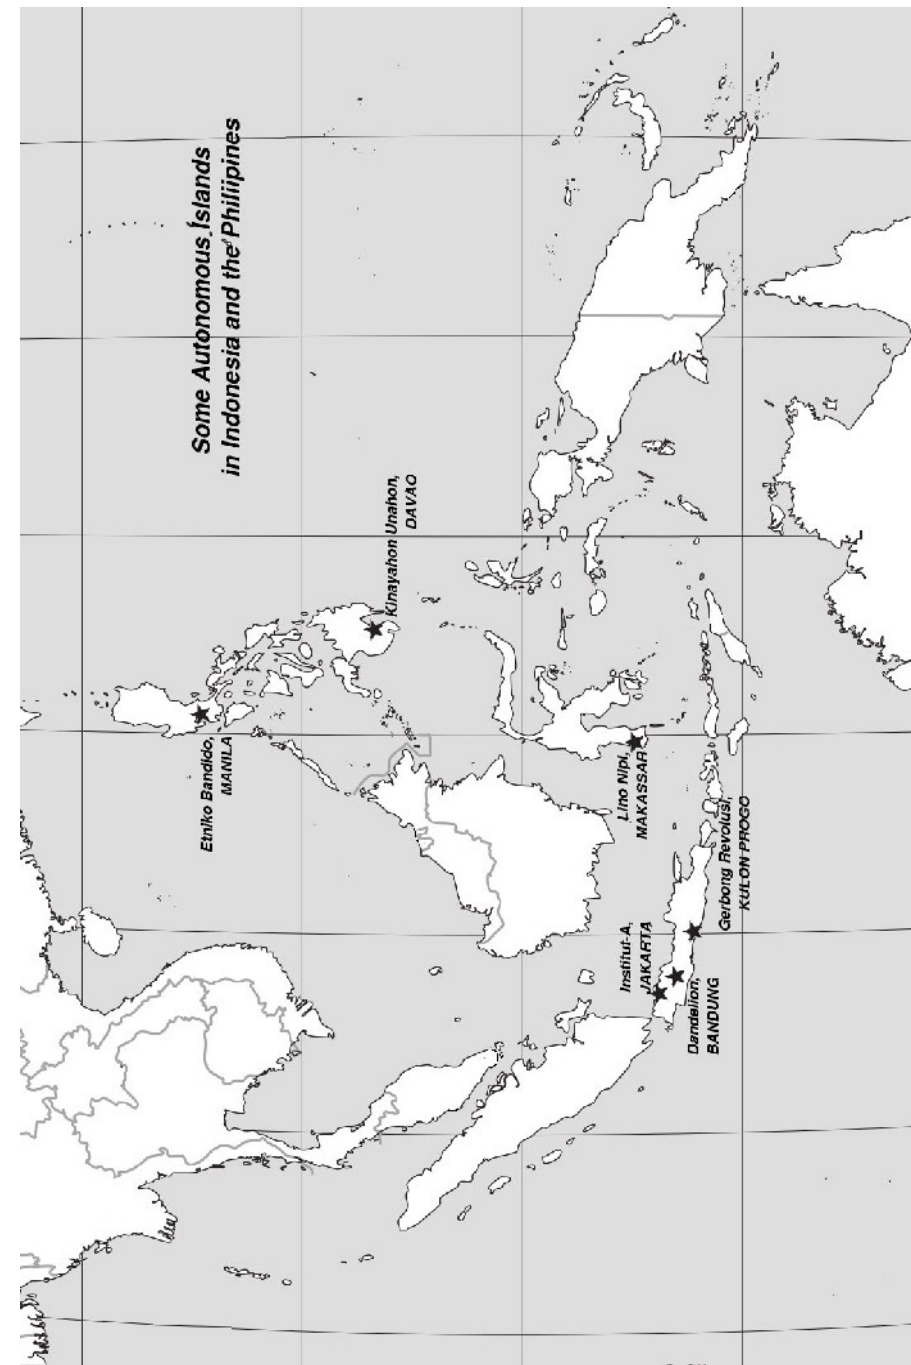 Some Autonomous Islands
in Indonesia and the Philiipines
Etniko Bandido,
MANILA
Kinayahon Unahon,
DAVAO
Lino Nipi,
MAKASSAR
Institut-A,
JAKARTA
Dandelion,
BANDUNG
Gerbong Revolusi,
KULON PROGO